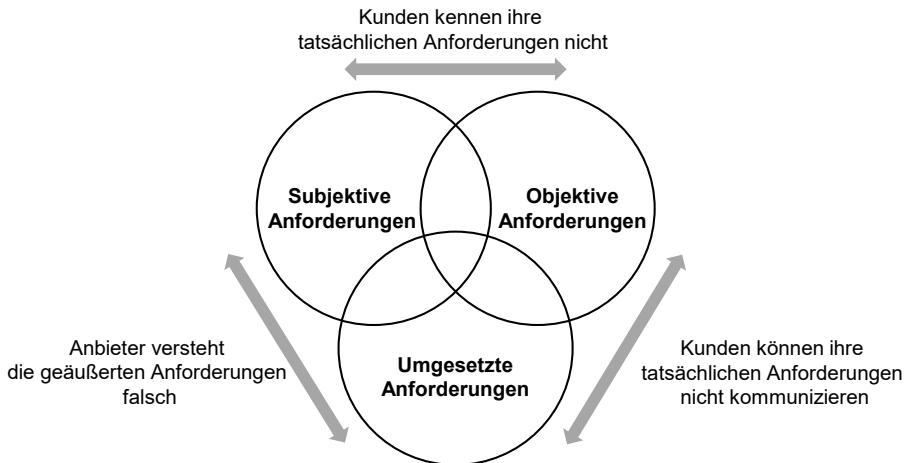 Kunden kennen ihre
tatsächlichen Anforderungen nicht
Subjektive
Anforderungen
Objektive
Anforderungen
Anbieter versteht
die geäußerten Anforderungen
falsch
Umgesetzte
Anforderungen
Kunden können ihre
tatsächlichen Anforderungen
nicht kommunizieren